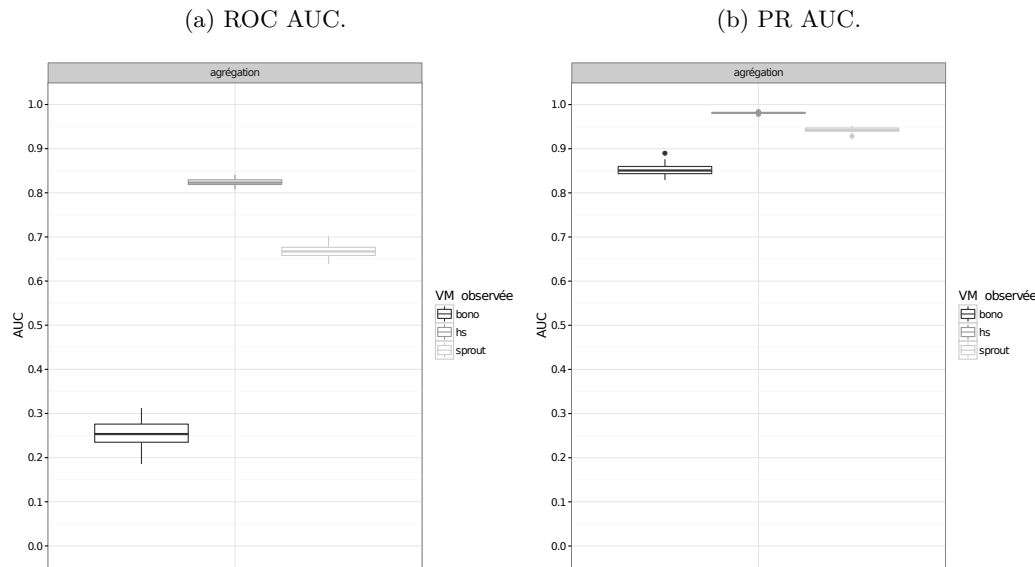 (a) ROC AUC.
agrégation
1.0
0.9
0.8
0.7
0.6
0.5
0.4
0.3
0.2
0.1
0.0
AUC
VM observée
bono
hs
sprout
(b) PR AUC.
agrégation
1.0
0.9
0.8
0.7
0.6
0.5
0.4
0.3
0.2
0.1
0.0
AUC
VM observée
bono
hs
sprout